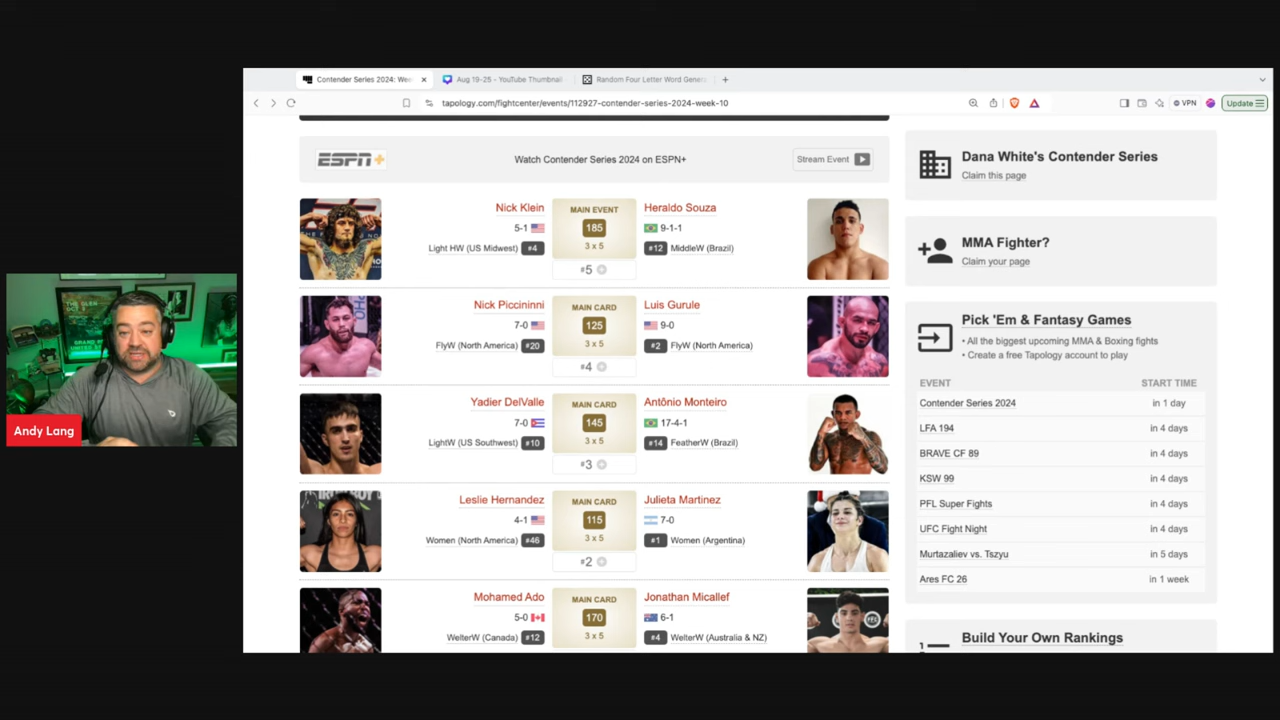 Contender Series 2024: Wee
Aug 19-25 - YouTube Thumbnail
Random Four Letter Word Genera
tapology.com/fightcenter/events/112927-contender-series-2024-week-10
VPN
Update
ESPN+
Watch Contender Series 2024 on ESPN+
Stream Event
Nick Klein
MAIN EVENT
Heraldo Souza
5-1
185
9-1-1
Light HW (US Midwest) #4
3 x 5
#12 MiddleW (Brazil)
#5
Nick Piccininni
MAIN CARD
Luis Gurule
7-0
125
9-0
FlyW (North America) #20
3 x 5
#2 FlyW (North America)
#4
Yadier DelValle
MAIN CARD
Antônio Monteiro
7-0
145
17-4-1
LightW (US Southwest) #10
3 x 5
#14 FeatherW (Brazil)
#3
Leslie Hernandez
MAIN CARD
Julieta Martinez
4-1
115
7-0
Women (North America) #46
3 x 5
#1 Women (Argentina)
#2
Mohamed Ado
MAIN CARD
Jonathan Micallef
5-0
170
6-1
WelterW (Canada) #12
3 x 5
#4 WelterW (Australia & NZ)
Dana White's Contender Series
Claim this page
MMA Fighter?
Claim your page
Pick 'Em & Fantasy Games
• All the biggest upcoming MMA & Boxing fights
• Create a free Tapology account to play
EVENT START TIME
Contender Series 2024 in 1 day
LFA 194 in 4 days
BRAVE CF 89 in 4 days
KSW 99 in 4 days
PFL Super Fights in 4 days
UFC Fight Night in 4 days
Murtazaliev vs. Tszyu in 5 days
Ares FC 26 in 1 week
Build Your Own Rankings
Andy Lang